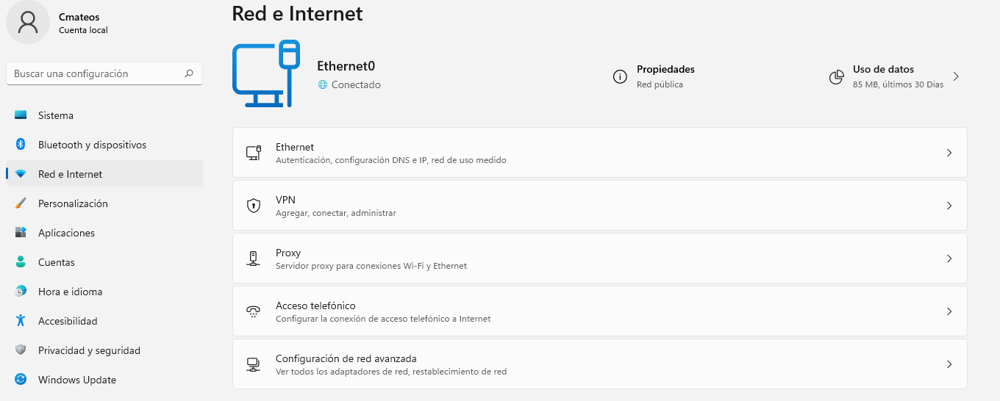 Cmateos
Cuenta local
Buscar una configuración
Sistema
Bluetooth y dispositivos
Red e Internet
Personalización
Aplicaciones
Cuentas
Hora e idioma
Accesibilidad
Privacidad y seguridad
Windows Update
Red e Internet
Ethernet0
Conectado
Propiedades
Red pública
Uso de datos
85 MB, últimos 30 Días
Ethernet
Autenticación, configuración DNS e IP, red de uso medido
VPN
Agregar, conectar, administrar
Proxy
Servidor proxy para conexiones Wi-Fi y Ethernet
Acceso telefónico
Configurar la conexión de acceso telefónico a Internet
Configuración de red avanzada
Ver todos los adaptadores de red, restablecimiento de red